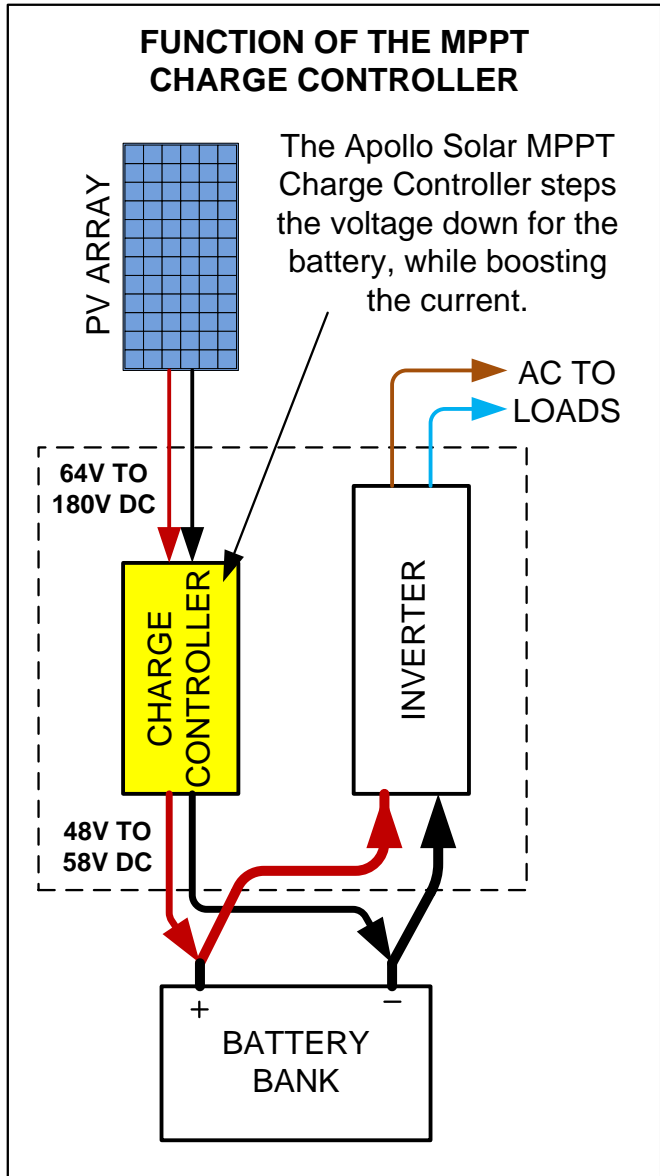 FUNCTION OF THE MPPT
CHARGE CONTROLLER
The Apollo Solar MPPT
Charge Controller steps
the voltage down for the
battery, while boosting
the current.
PV ARRAY
AC TO
LOADS
64V TO
180V DC
CHARGE
CONTROLLER
INVERTER
48V TO
58V DC
+ −
BATTERY
BANK